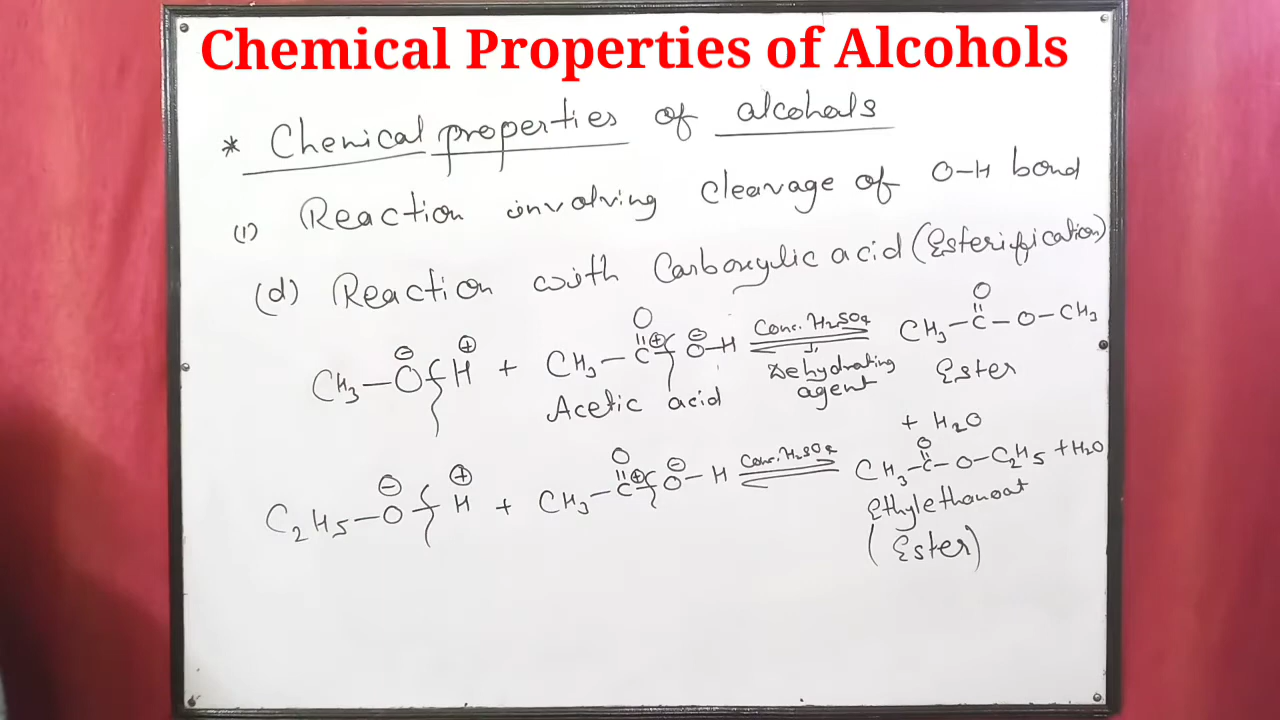 Chemical Properties of Alcohols
* Chemical properties of alcohals
(1) Reaction involving cleavage of O-H bond
(d) Reaction with Carboxylic acid (Esterification)
CH₃-O⊖ H⊕ + CH₃-C(=O)⊕ O⊖-H ⇌ Conc. H₂SO₄ CH₃-C(=O)-O-CH₃
↓
Dehydrating agent
Acetic acid
Ester
+ H₂O
C₂H₅-O⊖ H⊕ + CH₃-C(=O)⊕ O⊖-H ⇌ Conc. H₂SO₄ CH₃-C(=O)-O-C₂H₅ + H₂O
Ethylethanoat
(Ester)